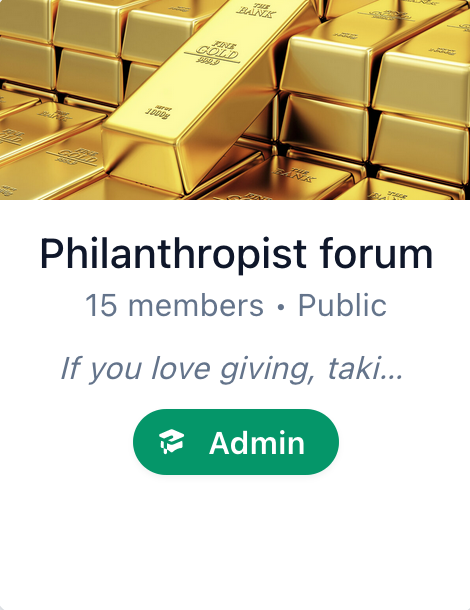 THE
BANK
FINE
GOLD
999.9
1000g
Philanthropist forum
15 members • Public
If you love giving, taki...
Admin